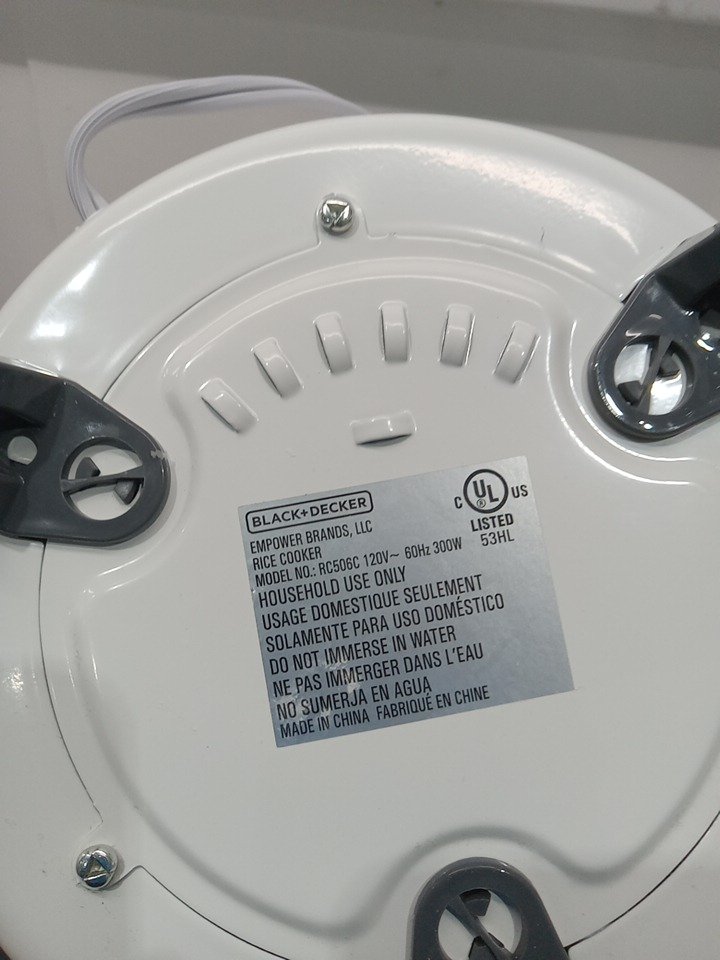 BLACK+DECKER
EMPOWER BRANDS, LLC
RICE COOKER
MODEL NO.: RC506C 120V~ 60Hz 300W
HOUSEHOLD USE ONLY
USAGE DOMESTIQUE SEULEMENT
SOLAMENTE PARA USO DOMÉSTICO
DO NOT IMMERSE IN WATER
NE PAS IMMERGER DANS L'EAU
NO SUMERJA EN AGUA
MADE IN CHINA FABRIQUÉ EN CHINE
C UL US
LISTED
53HL